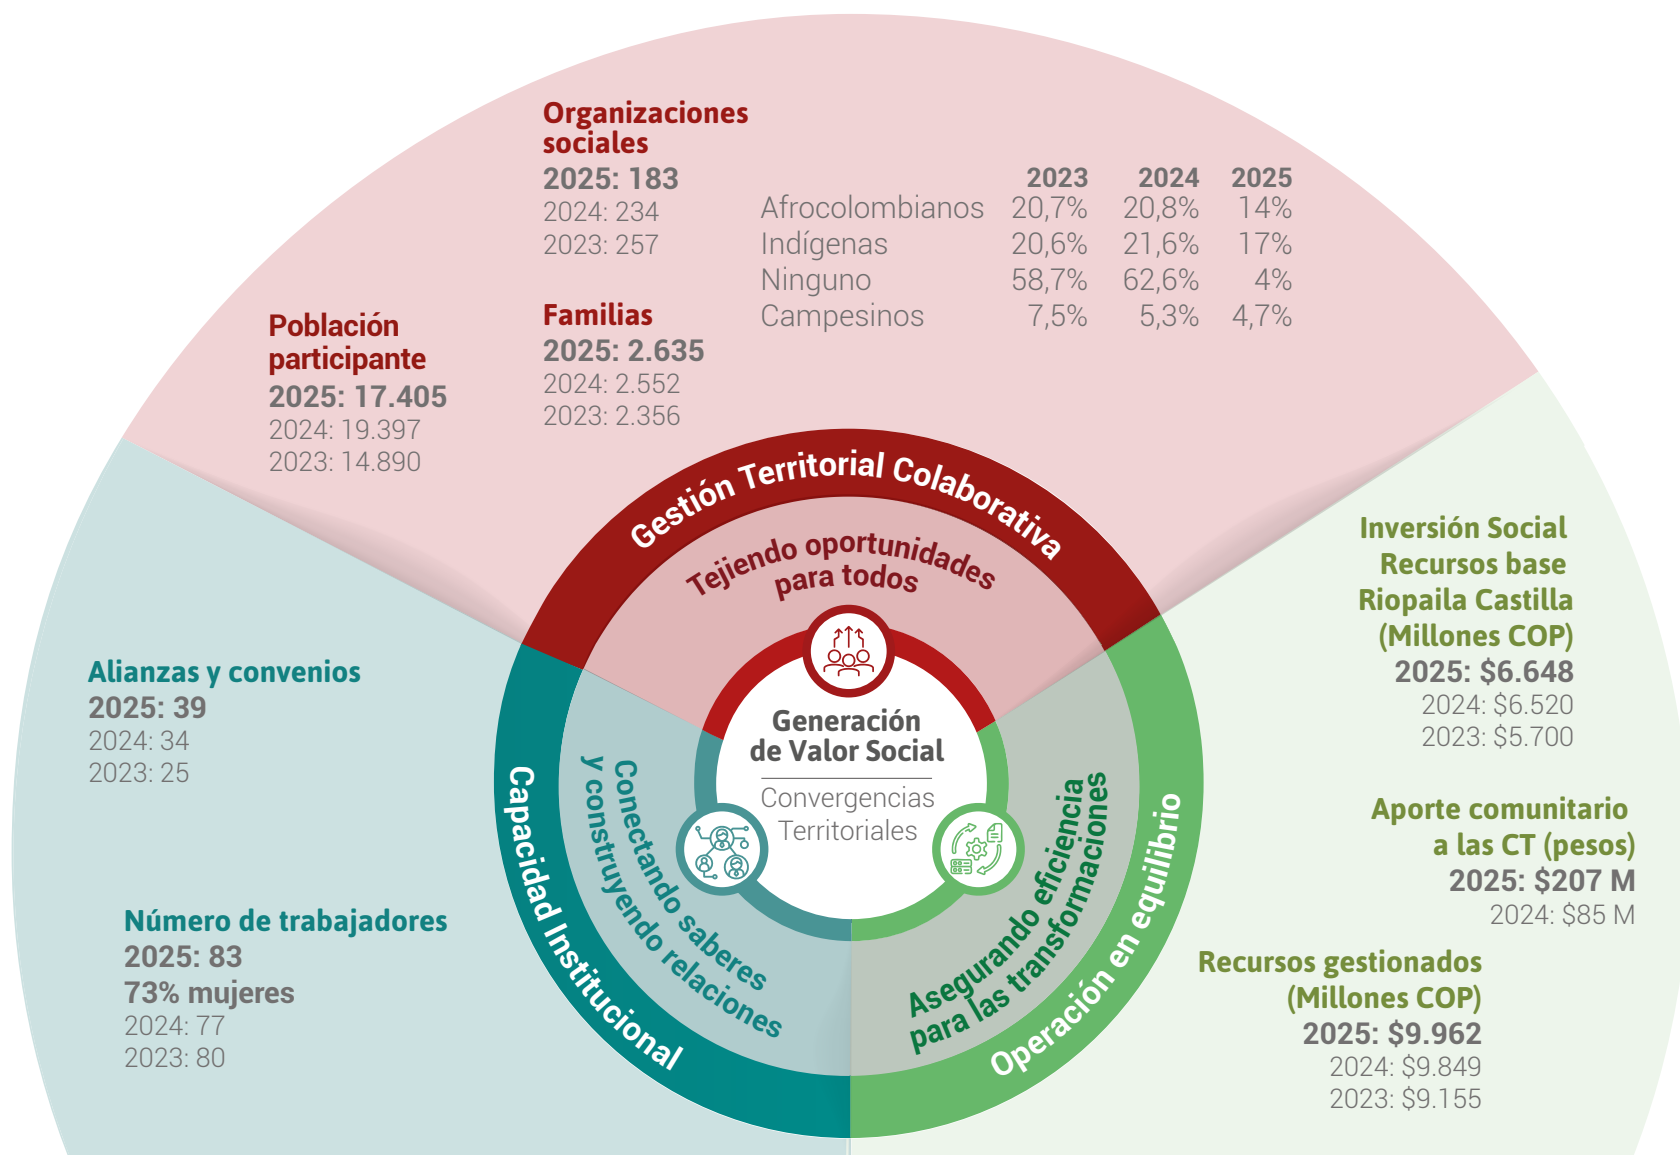 Organizaciones
sociales
2025: 183
2024: 234
2023: 257
2023 2024 2025
Afrocolombianos 20,7% 20,8% 14%
Indígenas 20,6% 21,6% 17%
Ninguno 58,7% 62,6% 4%
Campesinos 7,5% 5,3% 4,7%
Población
participante
2025: 17.405
2024: 19.397
2023: 14.890
Familias
2025: 2.635
2024: 2.552
2023: 2.356
Gestión Territorial Colaborativa
Tejiendo oportunidades
para todos
Generación
de Valor Social
Convergencias
Territoriales
Alianzas y convenios
2025: 39
2024: 34
2023: 25
Número de trabajadores
2025: 83
73% mujeres
2024: 77
2023: 80
Capacidad Institucional
Conectando saberes
y construyendo relaciones
Asegurando eficiencia
para las transformaciones
Operación en equilibrio
Inversión Social
Recursos base
Riopaila Castilla
(Millones COP)
2025: $6.648
2024: $6.520
2023: $5.700
Aporte comunitario
a las CT (pesos)
2025: $207 M
2024: $85 M
Recursos gestionados
(Millones COP)
2025: $9.962
2024: $9.849
2023: $9.155